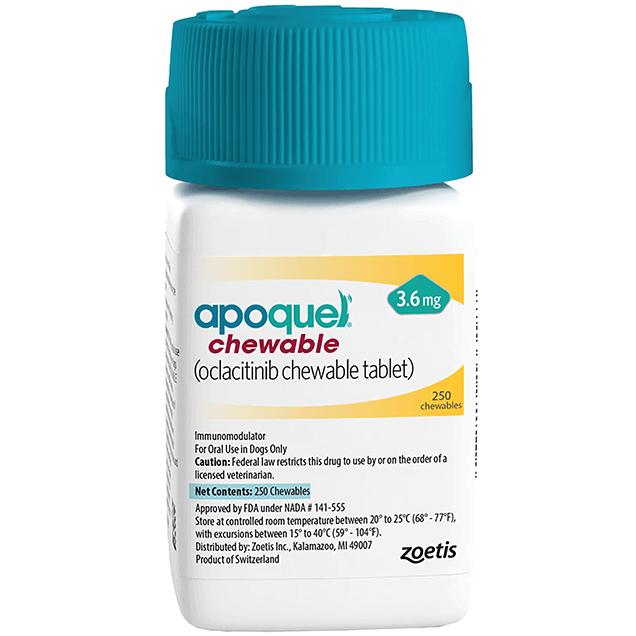 apoquel®
chewable
(oclacitinib chewable tablet)
3.6 mg
250
chewables
Immunomodulator
For Oral Use in Dogs Only
Caution: Federal law restricts this drug to use by or on the order of a
licensed veterinarian.
Net Contents: 250 Chewables
Approved by FDA under NADA # 141-555
Store at controlled room temperature between 20° to 25°C (68° - 77°F),
with excursions between 15° to 40°C (59° - 104°F).
Distributed by: Zoetis Inc., Kalamazoo, MI 49007
Product of Switzerland
zoetis